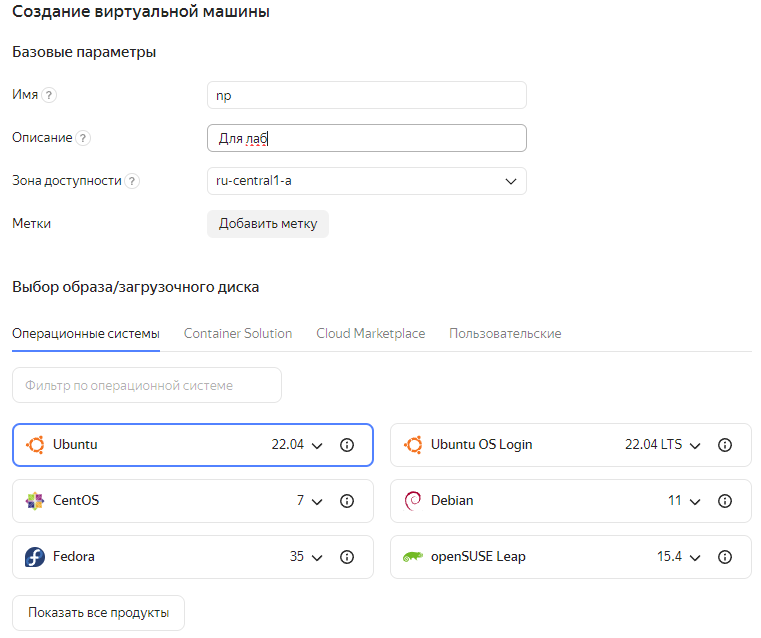 Создание виртуальной машины
Базовые параметры
Имя ?
np
Описание ?
Для лаб
Зона доступности ?
ru-central1-a
Метки
Добавить метку
Выбор образа/загрузочного диска
Операционные системы Container Solution Cloud Marketplace Пользовательские
Фильтр по операционной системе
Ubuntu 22.04
Ubuntu OS Login 22.04 LTS
CentOS 7
Debian 11
Fedora 35
openSUSE Leap 15.4
Показать все продукты